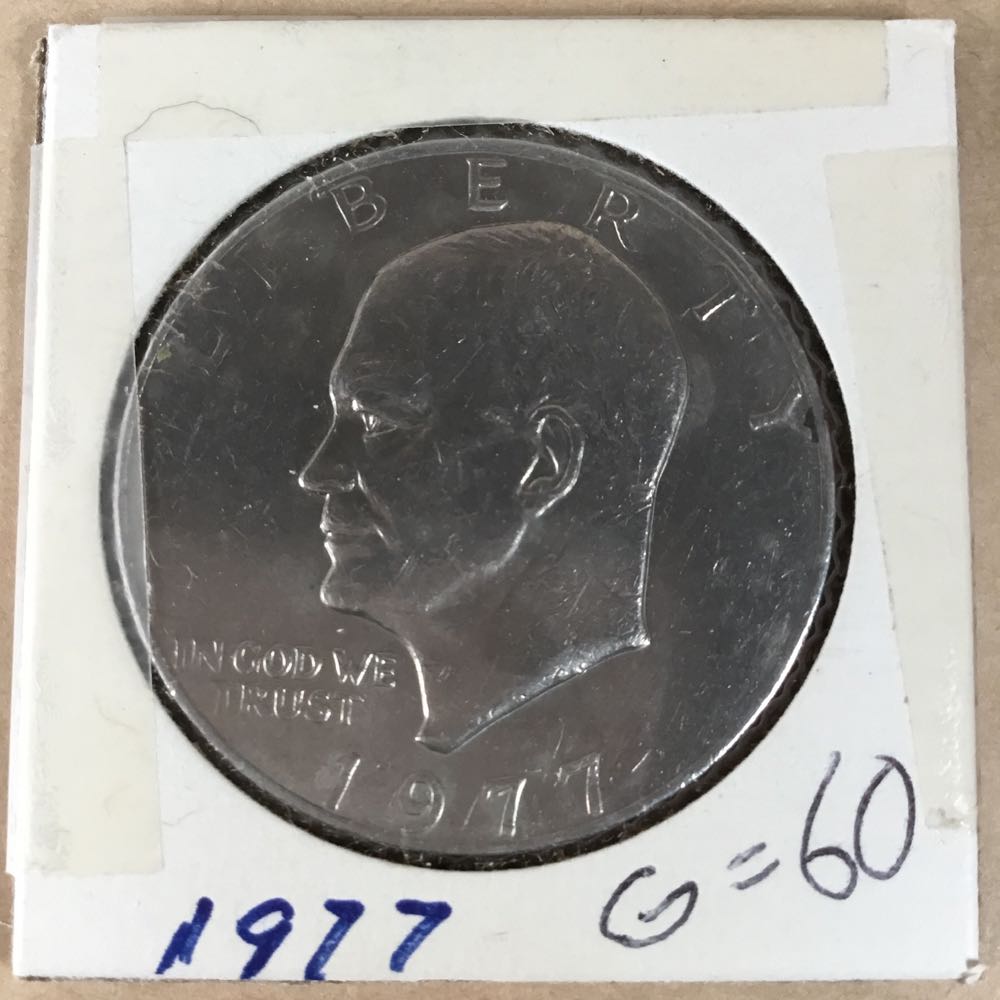 LIBERTY
IN GOD WE
TRUST
1977
1977
G=60